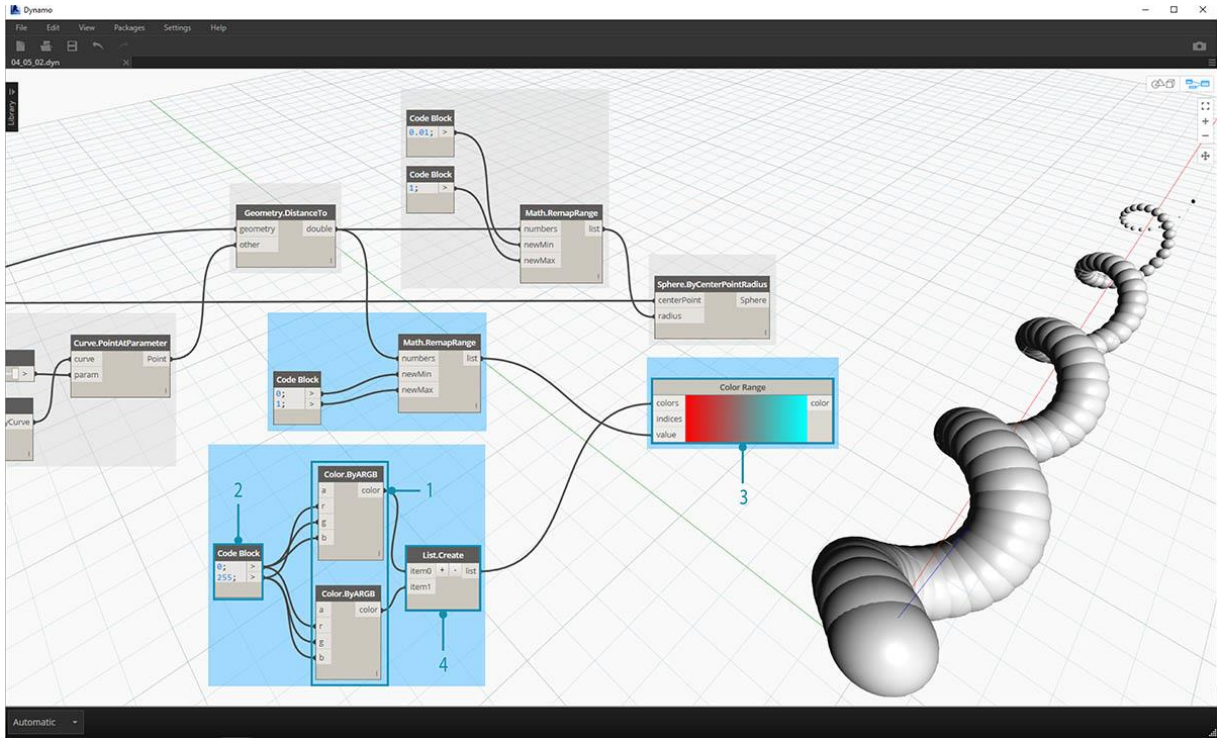 Dynamo
File Edit View Packages Settings Help
04_05_02.dyn
Library
Code Block
0.01; >
Code Block
1; >
Geometry.DistanceTo
geometry double
other
Math.RemapRange
numbers list
newMin
newMax
Sphere.ByCenterPointRadius
centerPoint Sphere
radius
Curve.PointAtParameter
curve Point
param
>
yCurve
Math.RemapRange
numbers list
newMin
newMax
Code Block
0; >
1; >
Color Range
colors color
indices
value
3
Color.ByARGB
a color
r
g
b
1
2
Code Block
0; >
255; >
List.Create
item0 + - list
item1
4
Color.ByARGB
a color
r
g
b
Automatic